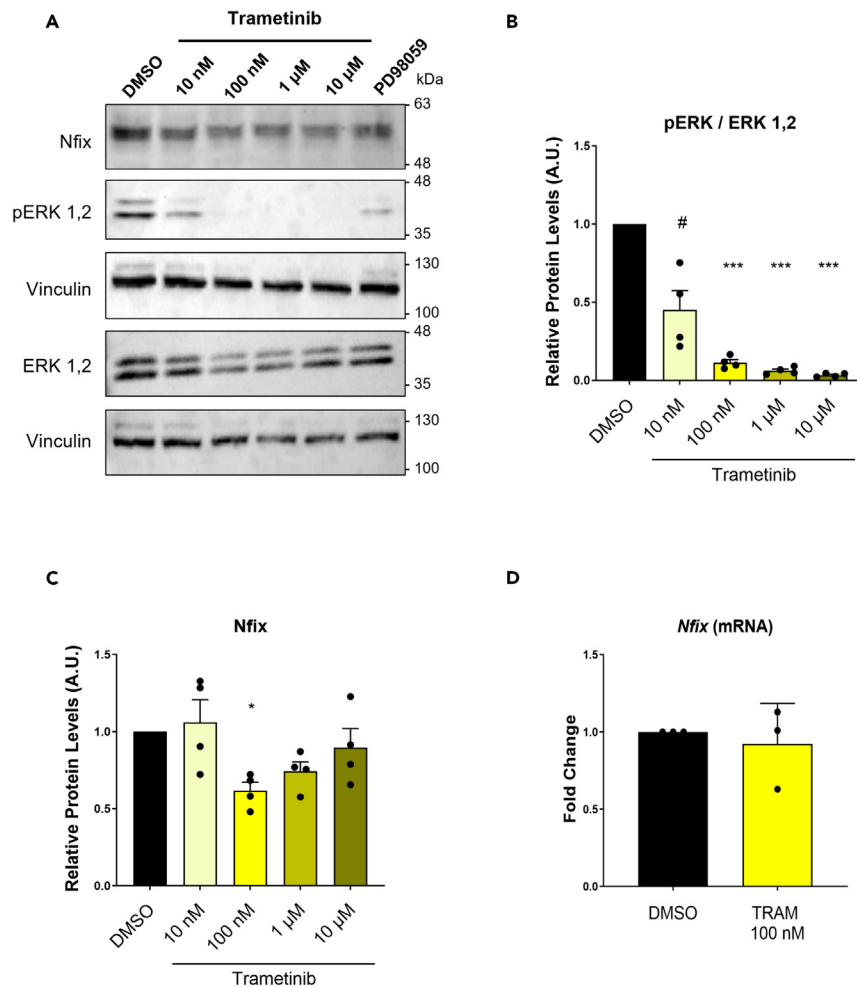 A
Trametinib
DMSO
10 nM
100 nM
1 µM
10 µM
PD98059
kDa
Nfix
63
48
pERK 1,2
48
35
Vinculin
130
100
ERK 1,2
48
35
Vinculin
130
100
B
pERK / ERK 1,2
Relative Protein Levels (A.U.)
1.5
1.0
0.5
0.0
#
***
***
***
DMSO
10 nM
100 nM
1 µM
10 µM
Trametinib
C
Nfix
Relative Protein Levels (A.U.)
1.5
1.0
0.5
0.0
*
DMSO
10 nM
100 nM
1 µM
10 µM
Trametinib
D
Nfix (mRNA)
Fold Change
1.5
1.0
0.5
0.0
DMSO
TRAM
100 nM